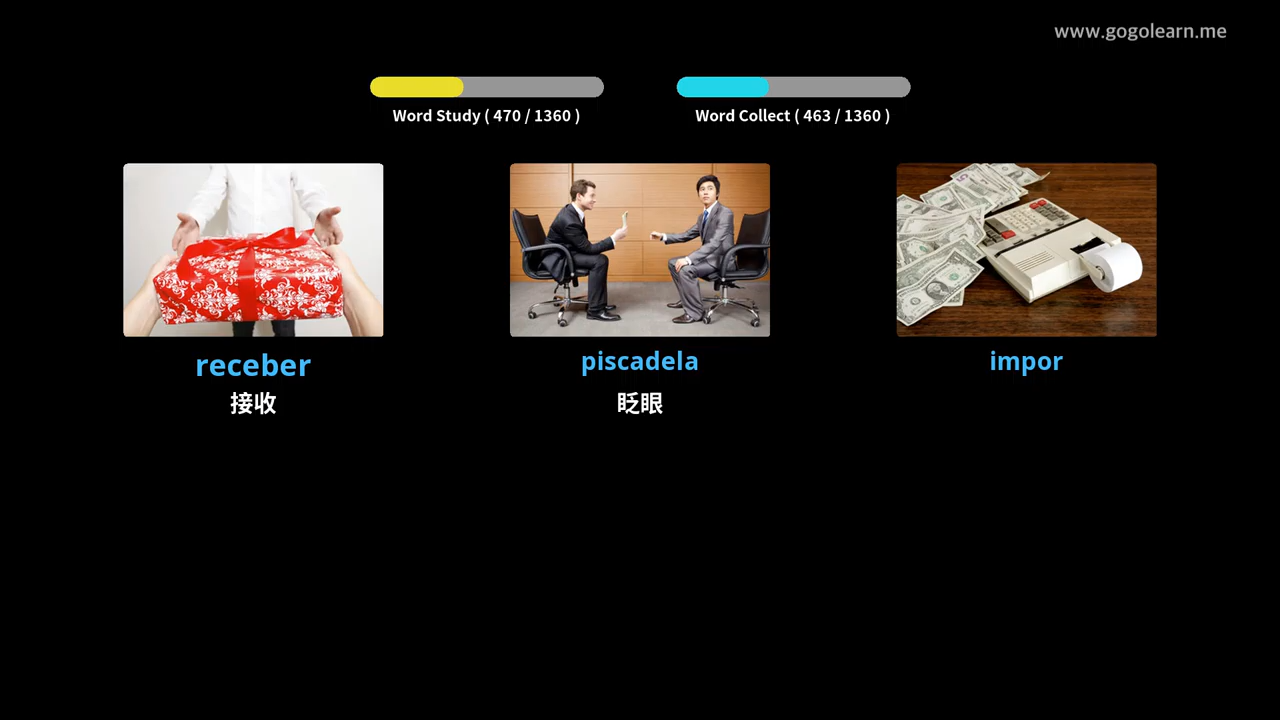 www.gogolearn.me
Word Study ( 470 / 1360 )
Word Collect ( 463 / 1360 )
receber
接收
piscadela
眨眼
impor